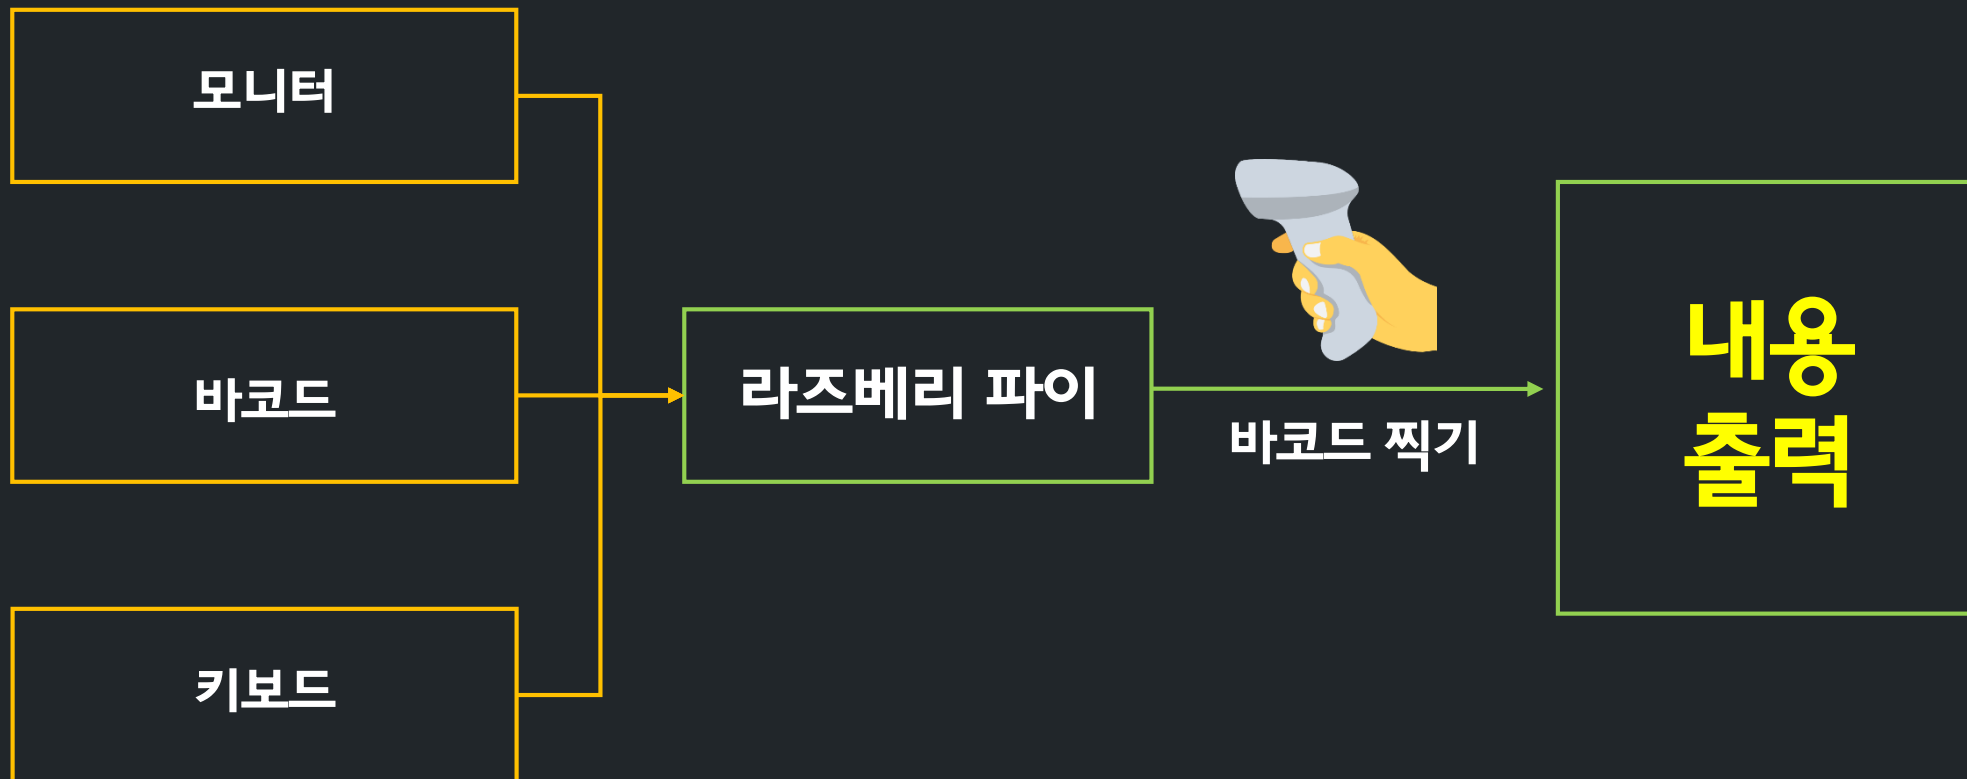 모니터
바코드
키보드
라즈베리 파이
바코드 찍기
내용
출력